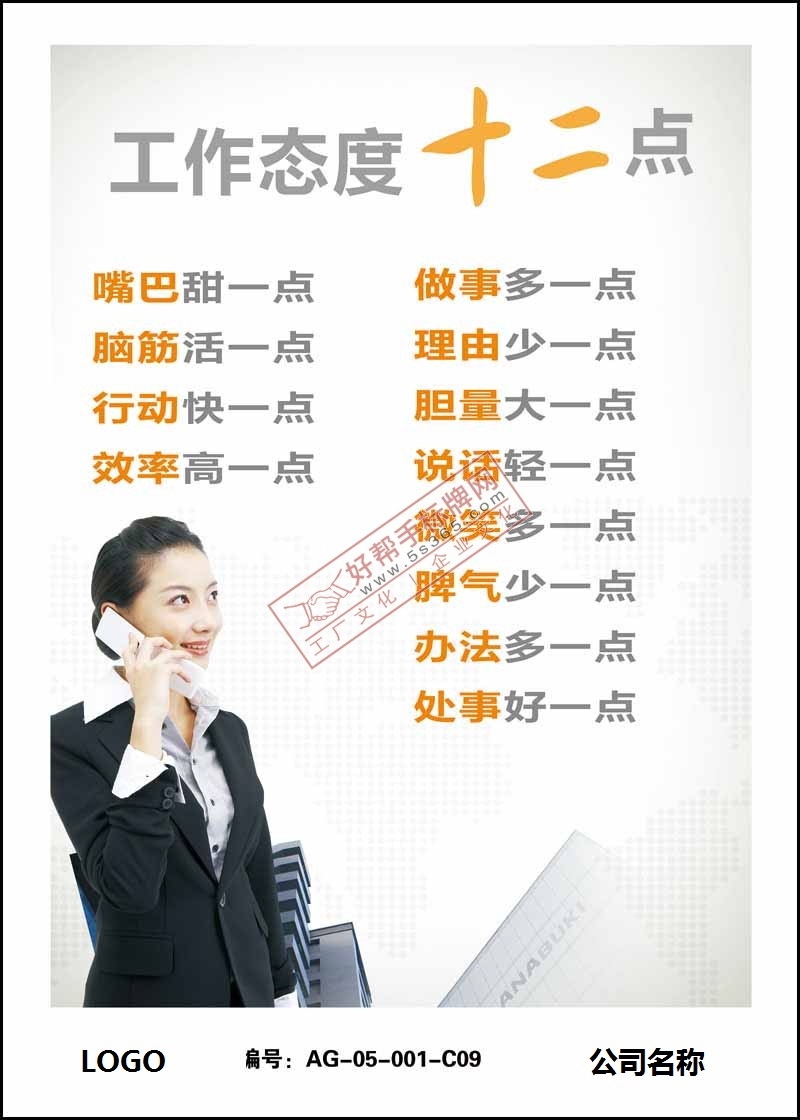 工作态度十二点
嘴巴甜一点
脑筋活一点
行动快一点
效率高一点
做事多一点
理由少一点
胆量大一点
说话轻一点
微笑多一点
脾气少一点
办法多一点
处事好一点
好帮手标牌网
www.5s365.com
工厂文化 | 企业文化
ANABUKI
LOGO
编号：AG-05-001-C09
公司名称